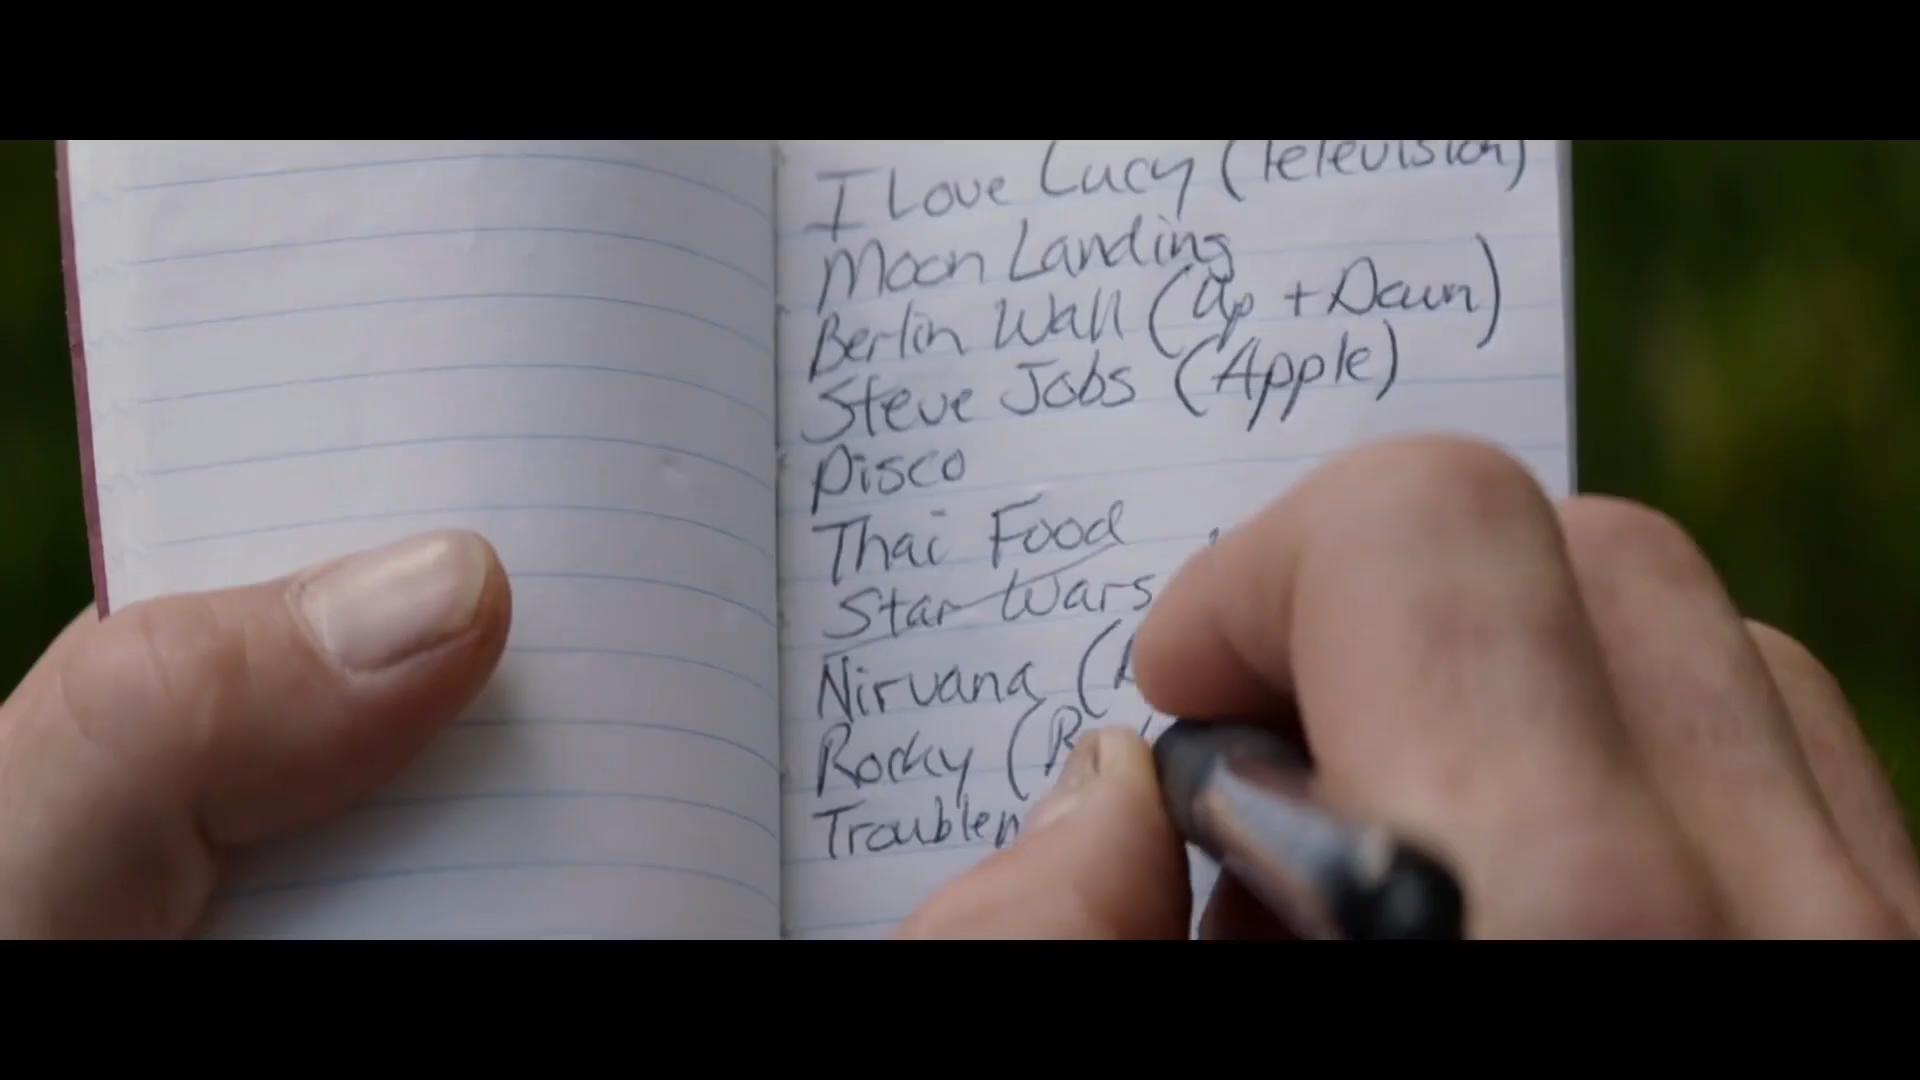 I Love Lucy (Television)
Moon Landing
Berlin Wall (Up + Down)
Steve Jobs (Apple)
Disco
Thai Food
Star Wars
Nirvana (
Rocky (